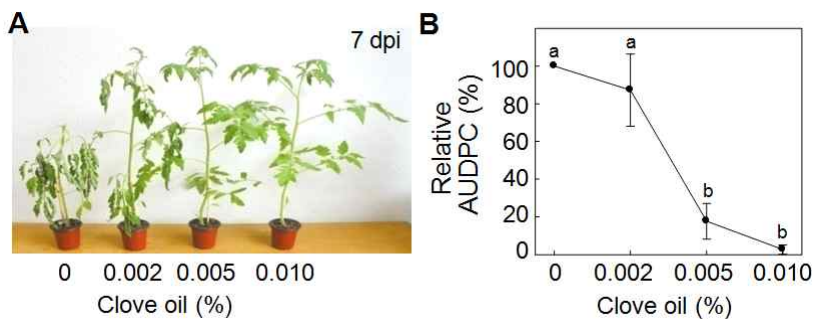 A
7 dpi
0 0.002 0.005 0.010
Clove oil (%)
B
Relative
AUDPC (%)
100
80
60
40
20
0
a
a
b
b
0 0.002 0.005 0.010
Clove oil (%)